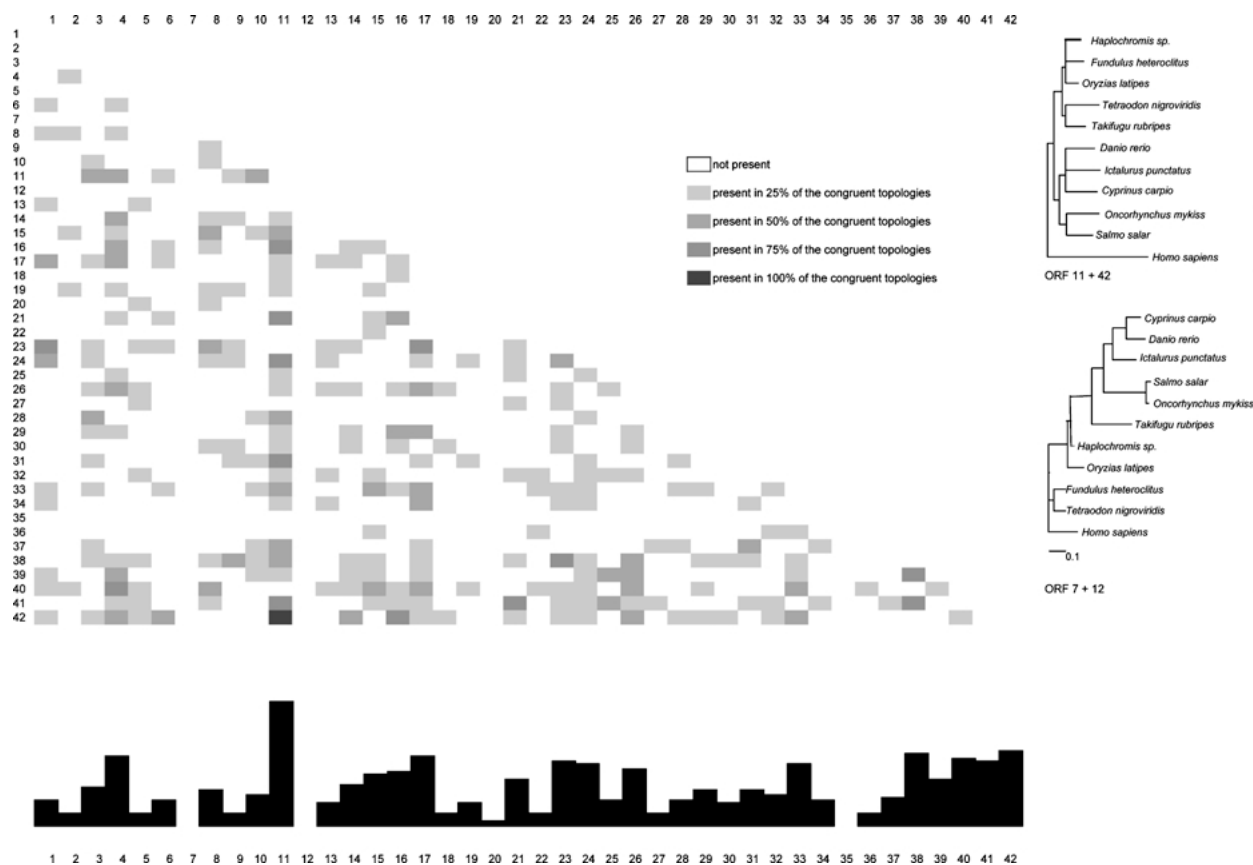 1 2 3 4 5 6 7 8 9 10 11 12 13 14 15 16 17 18 19 20 21 22 23 24 25 26 27 28 29 30 31 32 33 34 35 36 37 38 39 40 41 42
1
2
3
4
5
6
7
8
9
10
11
12
13
14
15
16
17
18
19
20
21
22
23
24
25
26
27
28
29
30
31
32
33
34
35
36
37
38
39
40
41
42
not present
present in 25% of the congruent topologies
present in 50% of the congruent topologies
present in 75% of the congruent topologies
present in 100% of the congruent topologies
Haplochromis sp.
Fundulus heteroclitus
Oryzias latipes
Tetraodon nigroviridis
Takifugu rubripes
Danio rerio
Ictalurus punctatus
Cyprinus carpio
Oncorhynchus mykiss
Salmo salar
Homo sapiens
ORF 11 + 42
Cyprinus carpio
Danio rerio
Ictalurus punctatus
Salmo salar
Oncorhynchus mykiss
Takifugu rubripes
Haplochromis sp.
Oryzias latipes
Fundulus heteroclitus
Tetraodon nigroviridis
Homo sapiens
0.1
ORF 7 + 12
1 2 3 4 5 6 7 8 9 10 11 12 13 14 15 16 17 18 19 20 21 22 23 24 25 26 27 28 29 30 31 32 33 34 35 36 37 38 39 40 41 42